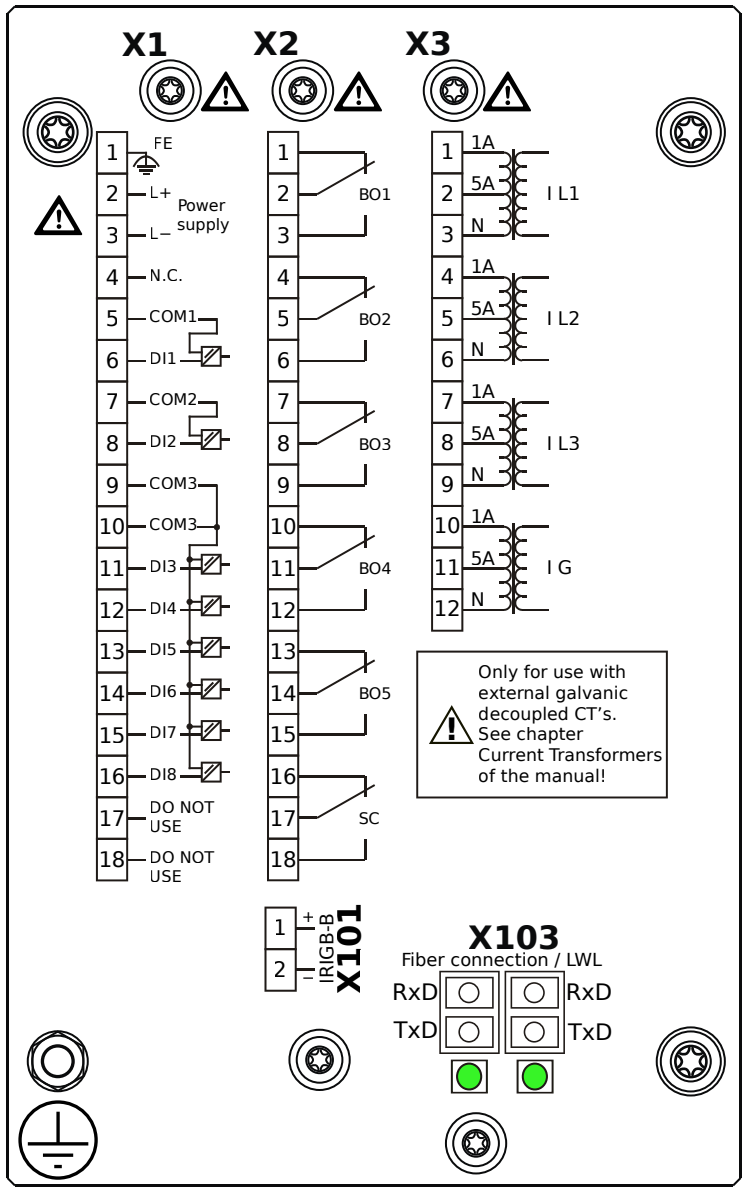 X1
X2
X3
1
FE
2
L+
Power
supply
3
L−
4
N.C.
5
COM1
6
DI1
7
COM2
8
DI2
9
COM3
10
COM3
11
DI3
12
DI4
13
DI5
14
DI6
15
DI7
16
DI8
17
DO NOT
USE
18
DO NOT
USE
1
2
BO1
3
4
5
BO2
6
7
8
BO3
9
10
11
BO4
12
13
14
BO5
15
16
17
SC
18
1
1A
2
5A
I L1
3
N
4
1A
5
5A
I L2
6
N
7
1A
8
5A
I L3
9
N
10
1A
11
5A
I G
12
N
!
Only for use with
external galvanic
decoupled CT’s.
See chapter
Current Transformers
of the manual!
1
+
2
−
IRIGB-B
X101
X103
Fiber connection / LWL
RxD
RxD
TxD
TxD